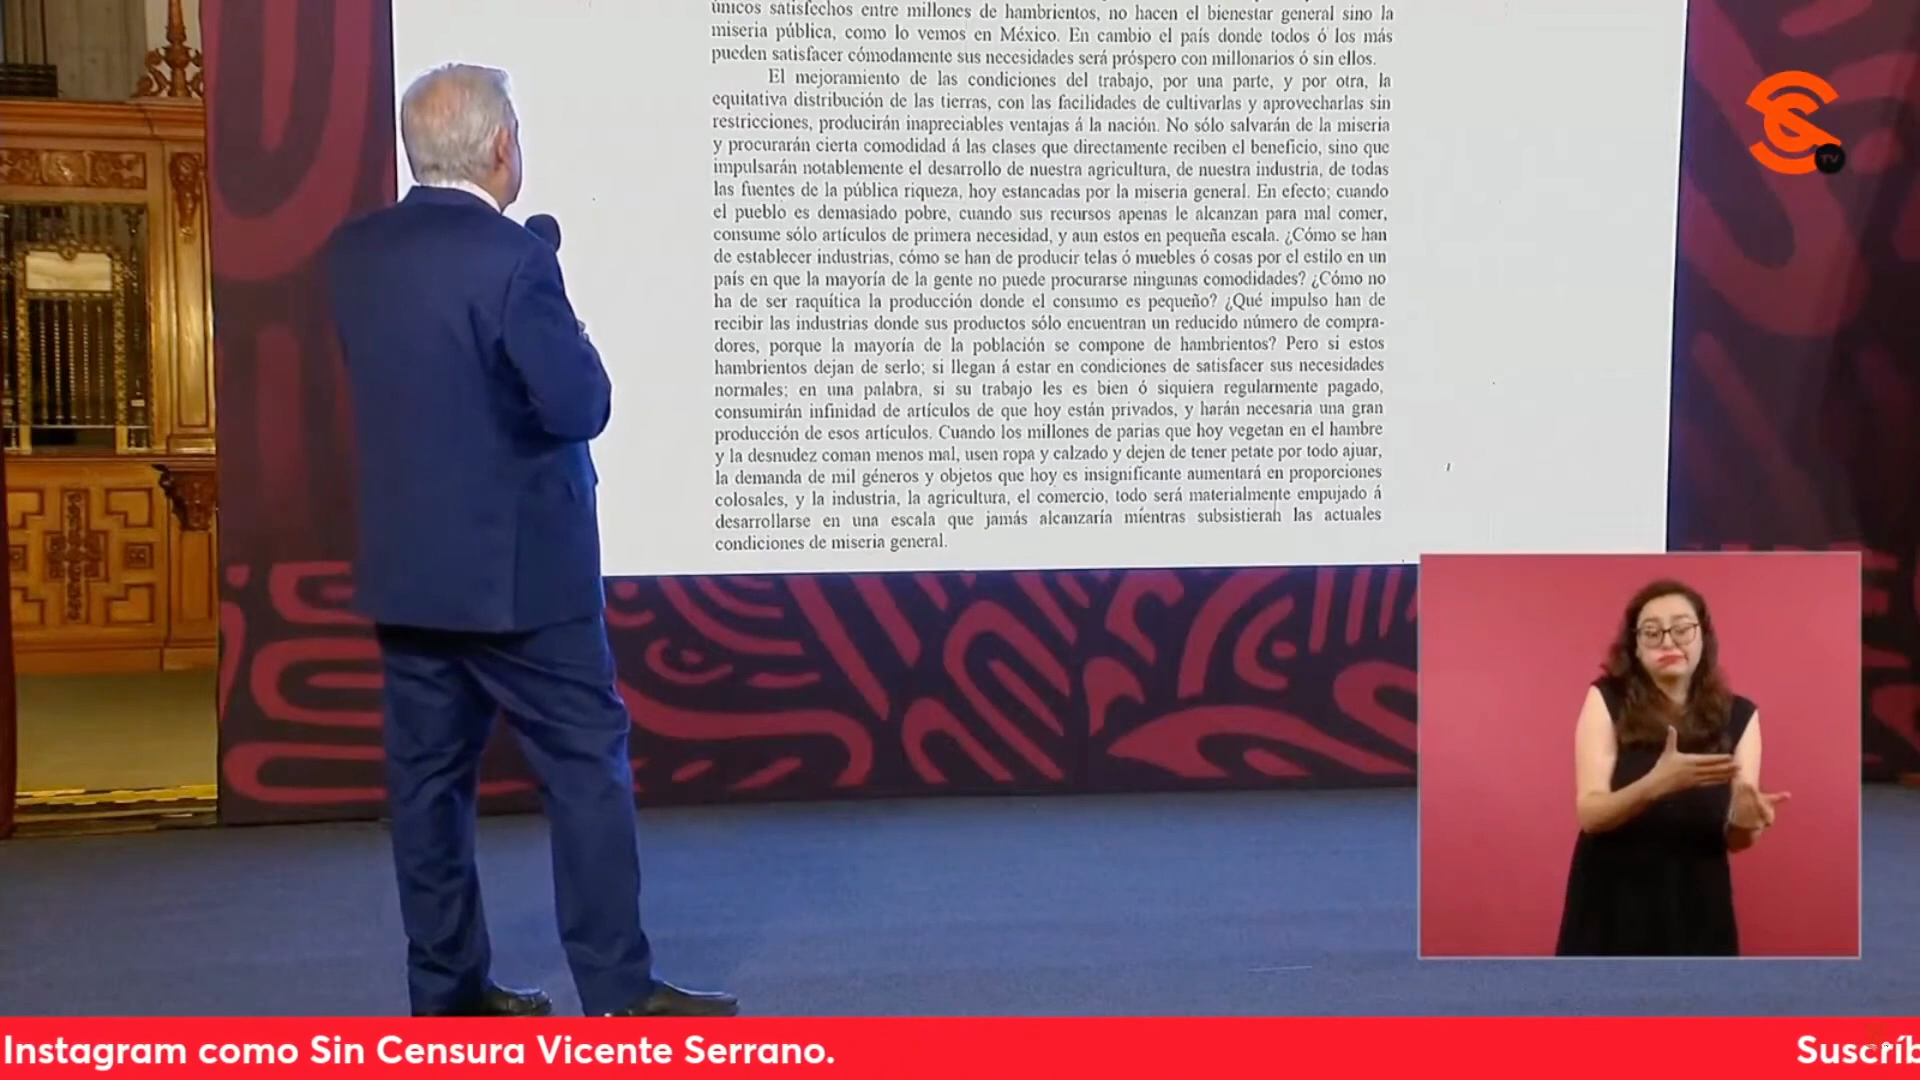 únicos satisfechos entre millones de hambrientos, no hacen el bienestar general sino la
miseria pública, como lo vemos en México. En cambio el país donde todos ó los más
pueden satisfacer cómodamente sus necesidades será próspero con millonarios ó sin ellos.
El mejoramiento de las condiciones del trabajo, por una parte, y por otra, la
equitativa distribución de las tierras, con las facilidades de cultivarlas y aprovecharlas sin
restricciones, producirán inapreciables ventajas á la nación. No sólo salvarán de la miseria
y procurarán cierta comodidad á las clases que directamente reciben el beneficio, sino que
impulsarán notablemente el desarrollo de nuestra agricultura, de nuestra industria, de todas
las fuentes de la pública riqueza, hoy estancadas por la miseria general. En efecto; cuando
el pueblo es demasiado pobre, cuando sus recursos apenas le alcanzan para mal comer,
consume sólo artículos de primera necesidad, y aun estos en pequeña escala. ¿Cómo se han
de establecer industrias, cómo se han de producir telas ó muebles ó cosas por el estilo en un
país en que la mayoría de la gente no puede procurarse ningunas comodidades? ¿Cómo no
ha de ser raquítica la producción donde el consumo es pequeño? ¿Qué impulso han de
recibir las industrias donde sus productos sólo encuentran un reducido número de compra-
dores, porque la mayoría de la población se compone de hambrientos? Pero si estos
hambrientos dejan de serlo; si llegan á estar en condiciones de satisfacer sus necesidades
normales; en una palabra, si su trabajo les es bien ó siquiera regularmente pagado,
consumirán infinidad de artículos de que hoy están privados, y harán necesaria una gran
producción de esos artículos. Cuando los millones de parias que hoy vegetan en el hambre
y la desnudez coman menos mal, usen ropa y calzado y dejen de tener petate por todo ajuar,
la demanda de mil géneros y objetos que hoy es insignificante aumentará en proporciones
colosales, y la industria, la agricultura, el comercio, todo será materialmente empujado á
desarrollarse en una escala que jamás alcanzaría mientras subsistieran las actuales
condiciones de miseria general.
TV
Instagram como Sin Censura Vicente Serrano.
Suscríb